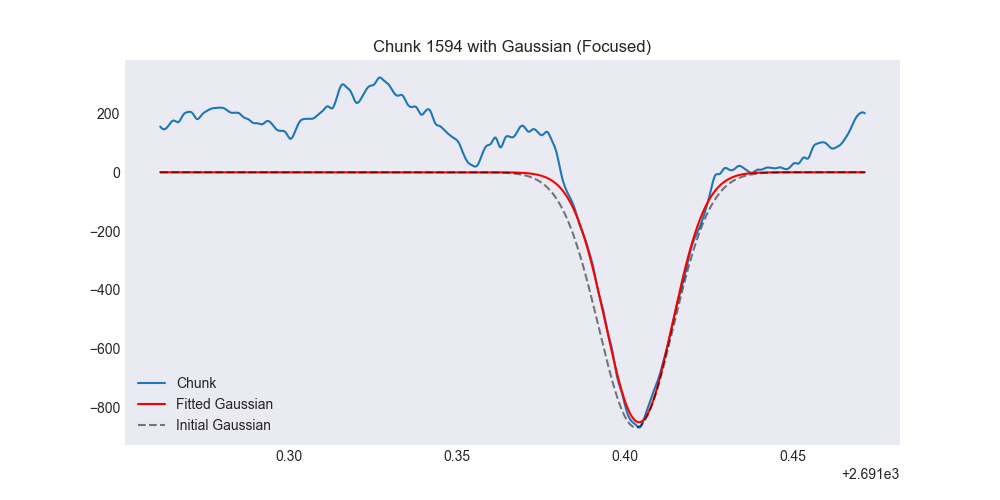 Chunk 1594 with Gaussian (Focused)
200
0
−200
−400
−600
−800
Chunk
Fitted Gaussian
Initial Gaussian
0.30 0.35 0.40 0.45
+2.691e3